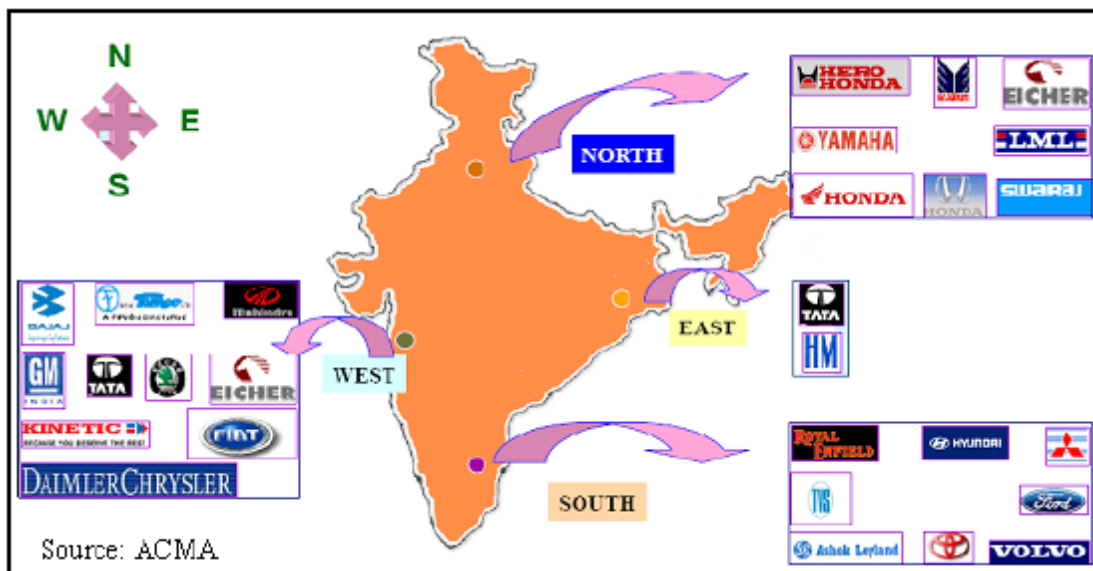 N
W E
S
NORTH
HERO
HONDA
EICHER
YAMAHA
LML
HONDA
HONDA
SWARAJ
EAST
TATA
HM
WEST
BAJAJ
Mahindra
GM
INDIA
TATA
EICHER
KINETIC
BECAUSE YOU DESERVE THE BEST
FIAT
DAIMLERCHRYSLER
SOUTH
ROYAL
ENFIELD
HYUNDAI
TVS
Ford
Ashok Leyland
VOLVO
Source: ACMA